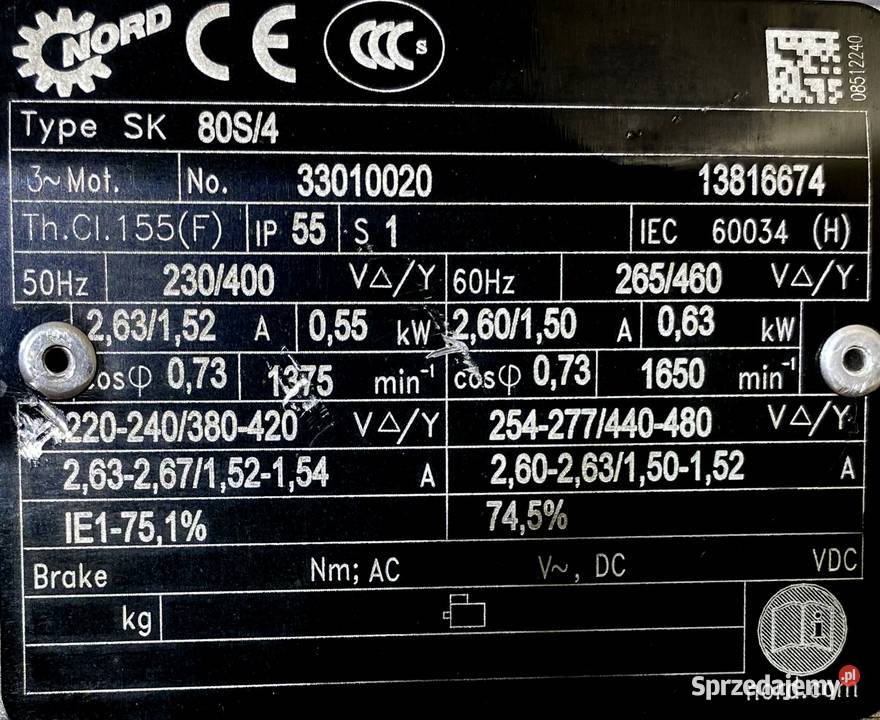 NORD CE CCC S 08512240
Type SK 80S/4
3~Mot. No. 33010020 13816674
Th.Cl.155(F) IP 55 S 1 IEC 60034 (H)
50Hz 230/400 V△/Y 60Hz 265/460 V△/Y
2,63/1,52 A 0,55 kW 2,60/1,50 A 0,63 kW
cosφ 0,73 1375 min⁻¹ cosφ 0,73 1650 min⁻¹
220-240/380-420 V△/Y 254-277/440-480 V△/Y
2,63-2,67/1,52-1,54 A 2,60-2,63/1,50-1,52 A
IE1-75,1% 74,5%
Brake Nm; AC V~, DC VDC
kg
i
nord.com
Sprzedajemy.pl